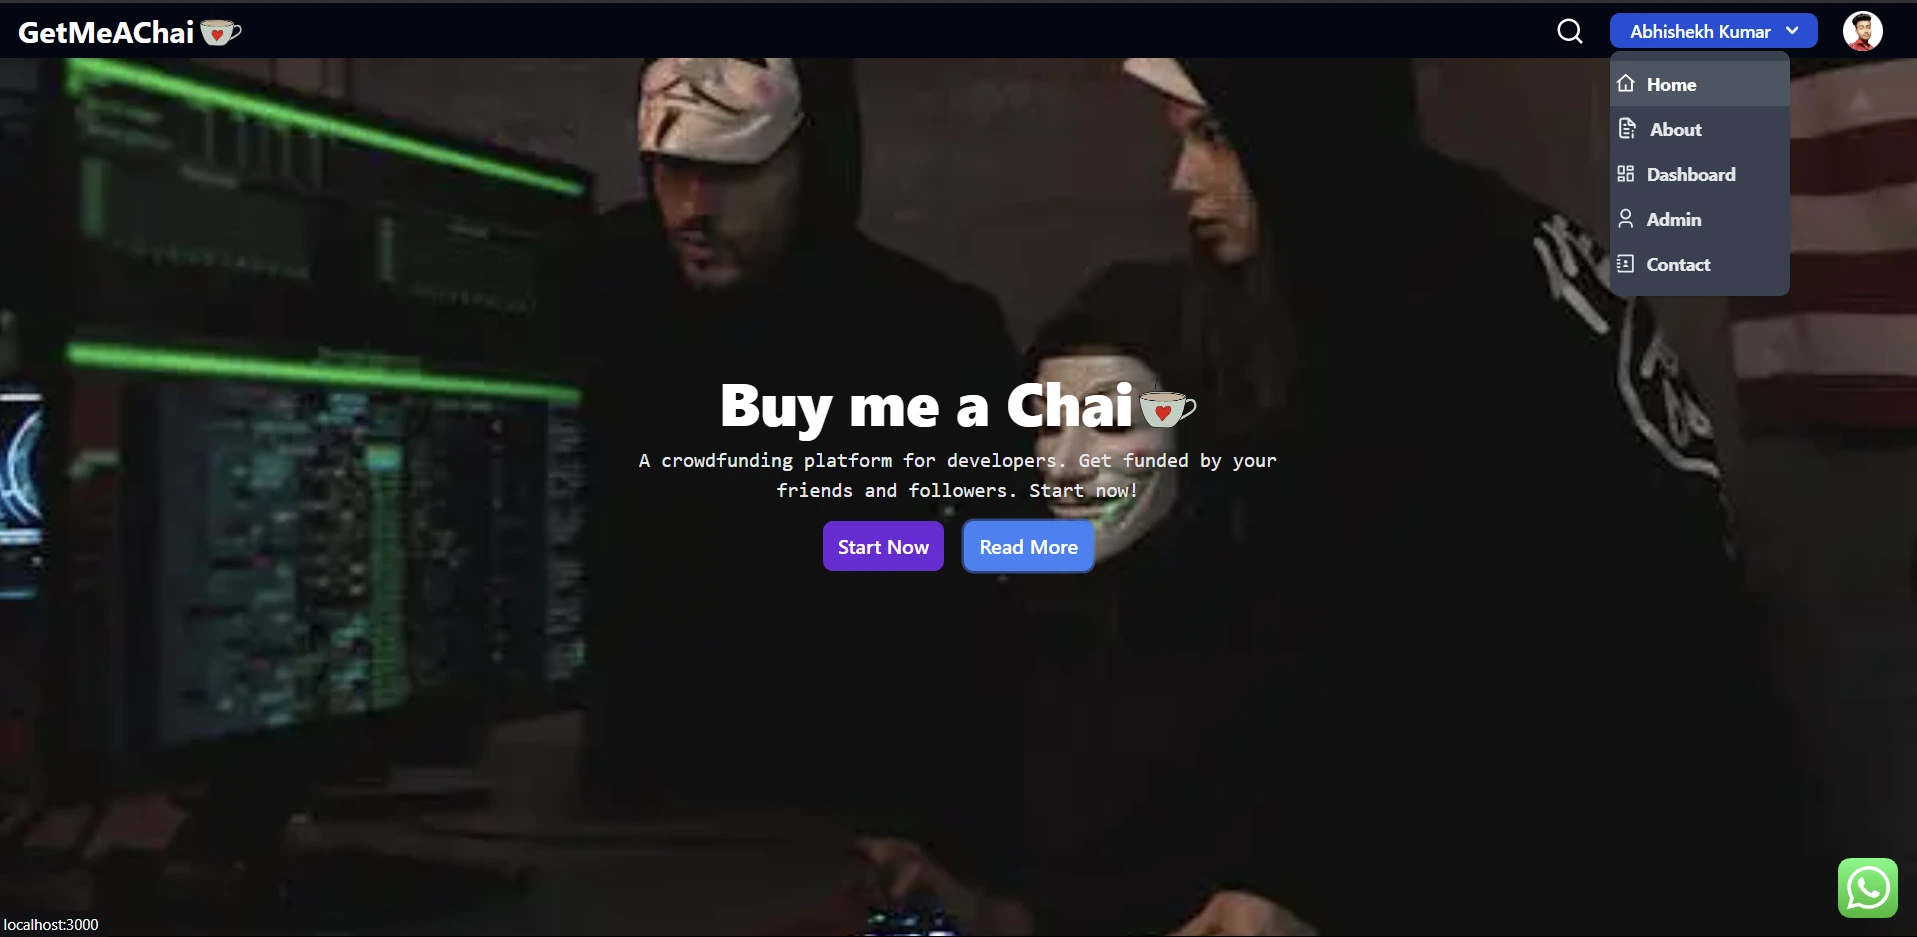 GetMeAChai
Abhishekh Kumar
Home
About
Dashboard
Admin
Contact
Buy me a Chai
A crowdfunding platform for developers. Get funded by your
friends and followers. Start now!
Start Now
Read More
localhost:3000